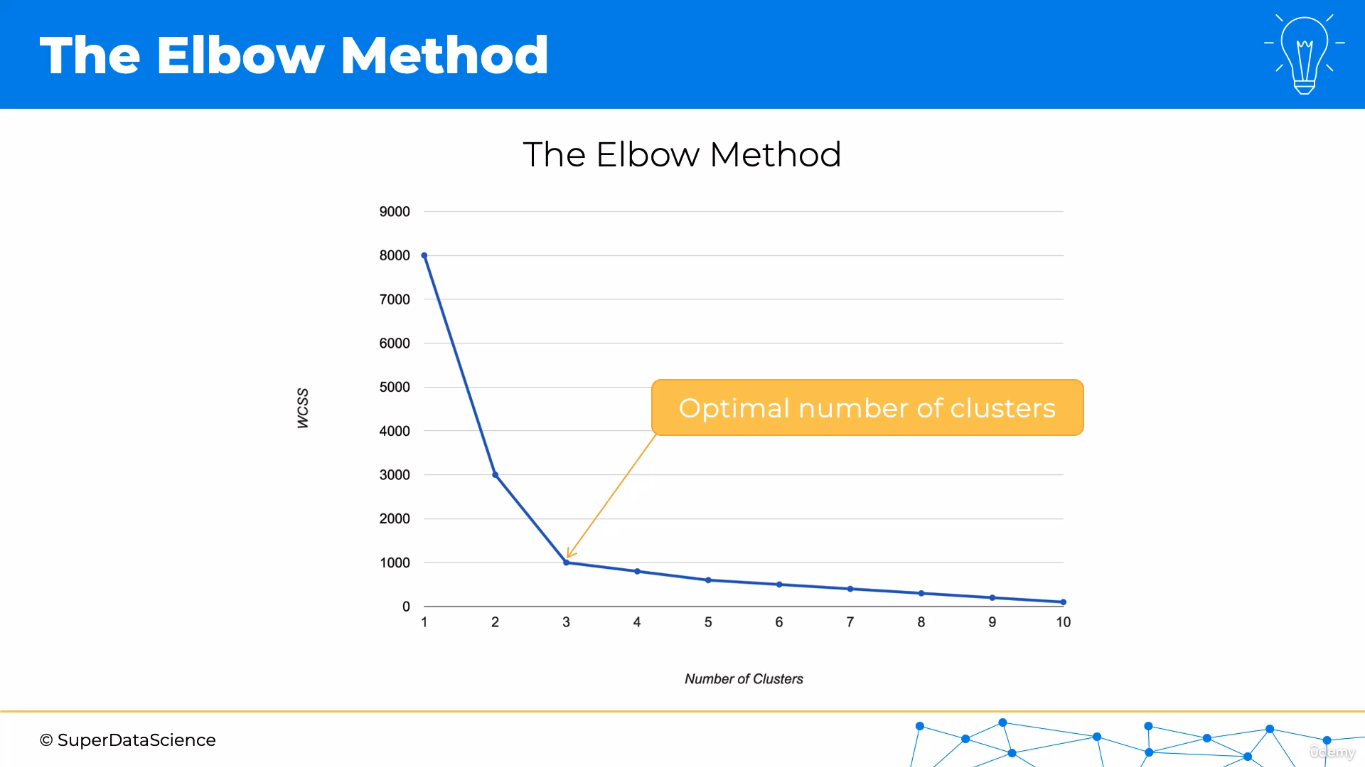 The Elbow Method
The Elbow Method
9000
8000
7000
6000
5000
4000
3000
2000
1000
0
WCSS
Optimal number of clusters
1 2 3 4 5 6 7 8 9 10
Number of Clusters
© SuperDataScience
ûdemy